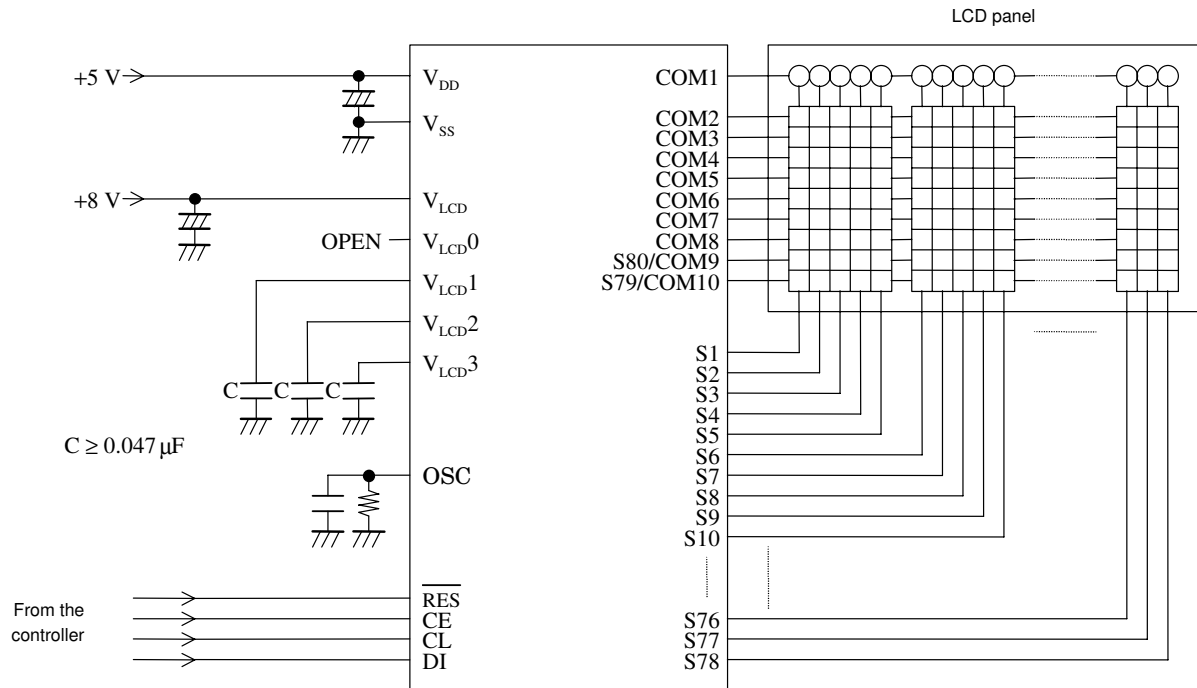 LCD panel
+5 V
VDD
COM1
VSS
COM2
COM3
COM4
COM5
+8 V
VLCD
COM6
COM7
OPEN
VLCD0
COM8
S80/COM9
VLCD1
S79/COM10
VLCD2
S1
VLCD3
S2
C
C
C
S3
S4
S5
C ≥ 0.047 μF
S6
OSC
S7
S8
S9
S10
From the
controller
RES
CE
CL
DI
S76
S77
S78